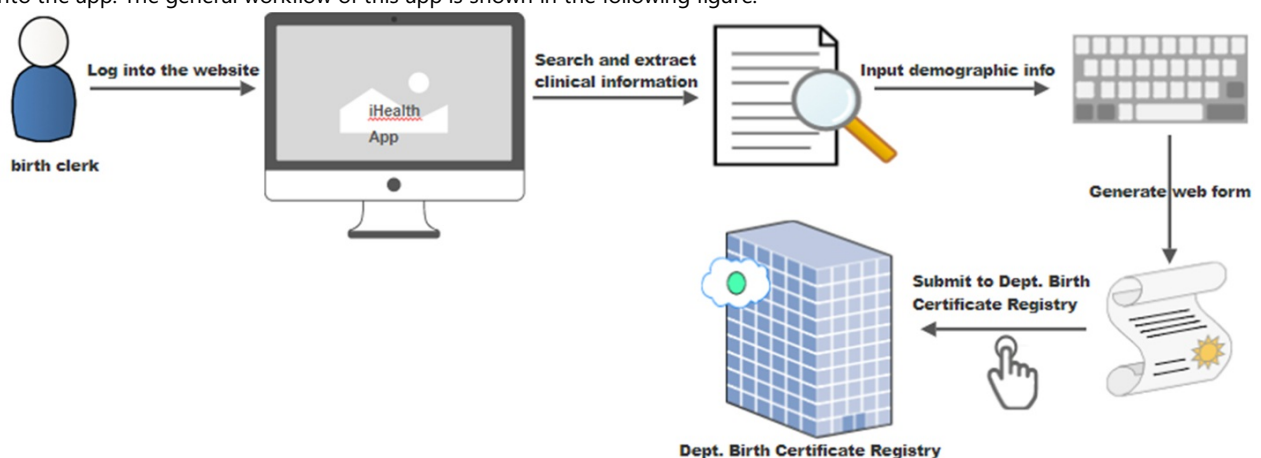 into the app. The general workflow of this app is shown in the following figure.
Log into the website
Search and extract
clinical information
Input demographic info
iHealth
App
birth clerk
Generate web form
Submit to Dept. Birth
Certificate Registry
Dept. Birth Certificate Registry